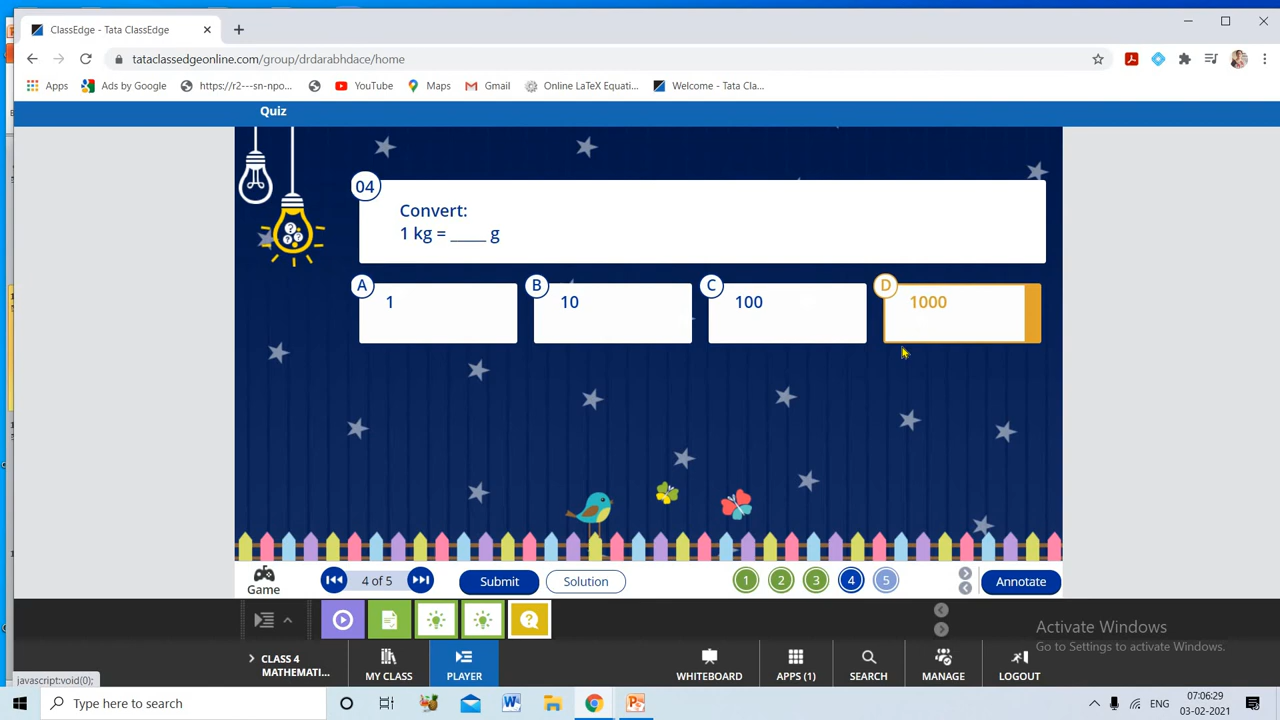 ClassEdge - Tata ClassEdge
tataclassedgeonline.com/group/drdarabhdace/home
Apps
Ads by Google
https://r2---sn-npo...
YouTube
Maps
Gmail
Online LaTeX Equati...
Welcome - Tata Cla...
Quiz
04
Convert:
1 kg = _____ g
A
1
B
10
C
100
D
1000
Game
4 of 5
Submit
Solution
1
2
3
4
5
Annotate
CLASS 4
MATHEMATI...
MY CLASS
PLAYER
WHITEBOARD
APPS (1)
SEARCH
MANAGE
LOGOUT
Activate Windows
Go to Settings to activate Windows.
javascript:void(0);
Type here to search
ENG
07:06:29
03-02-2021